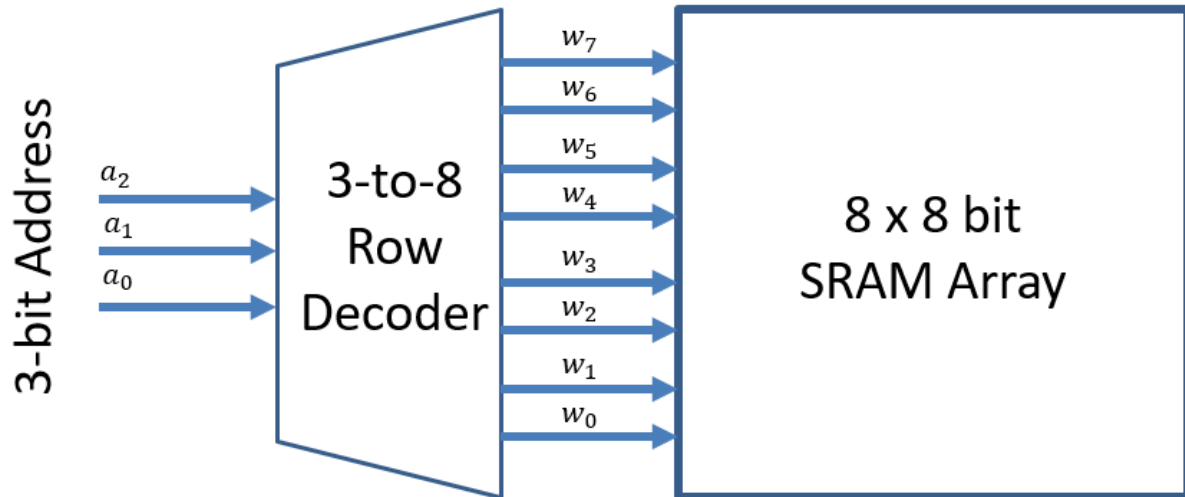 3-bit Address
a₂
a₁
a₀
3-to-8
Row
Decoder
w₇
w₆
w₅
w₄
w₃
w₂
w₁
w₀
8 x 8 bit
SRAM Array